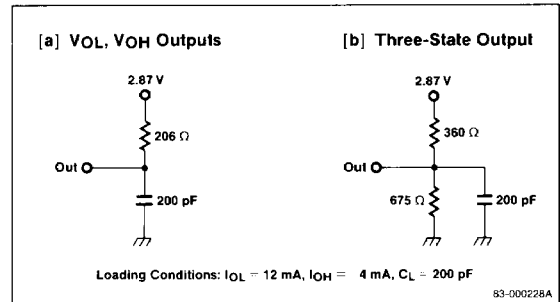 [a] VOL, VOH Outputs
2.87 V
206 Ω
Out
200 pF
[b] Three-State Output
2.87 V
360 Ω
Out
675 Ω
200 pF
Loading Conditions: IOL = 12 mA, IOH = 4 mA, CL = 200 pF
83-000228A